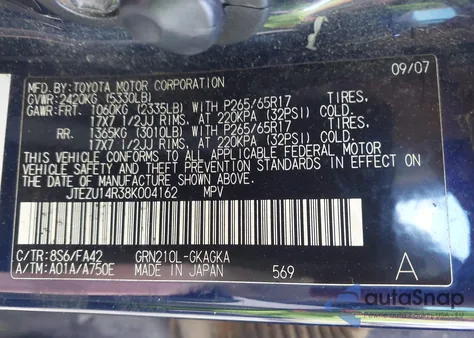 MFD.BY:TOYOTA MOTOR CORPORATION 09/07
GVWR:2420KG (5330LB)
GAWR:FRT. 1060KG (2335LB) WITH P265/65R17 TIRES,
17X7 1/2JJ RIMS, AT 220KPA (32PSI) COLD.
RR. 1365KG (3010LB) WITH P265/65R17 TIRES,
17X7 1/2JJ RIMS, AT 220KPA (32PSI) COLD.
THIS VEHICLE CONFORMS TO ALL APPLICABLE FEDERAL MOTOR
VEHICLE SAFETY AND THEFT PREVENTION STANDARDS IN EFFECT
ON THE DATE OF MANUFACTURE SHOWN ABOVE.
JTEZU14R38K004162 MPV
C/TR:8S6/FA42 GRN210L-GKAGKA
A/TM:A01A/A750E MADE IN JAPAN 569 A
autoSnap